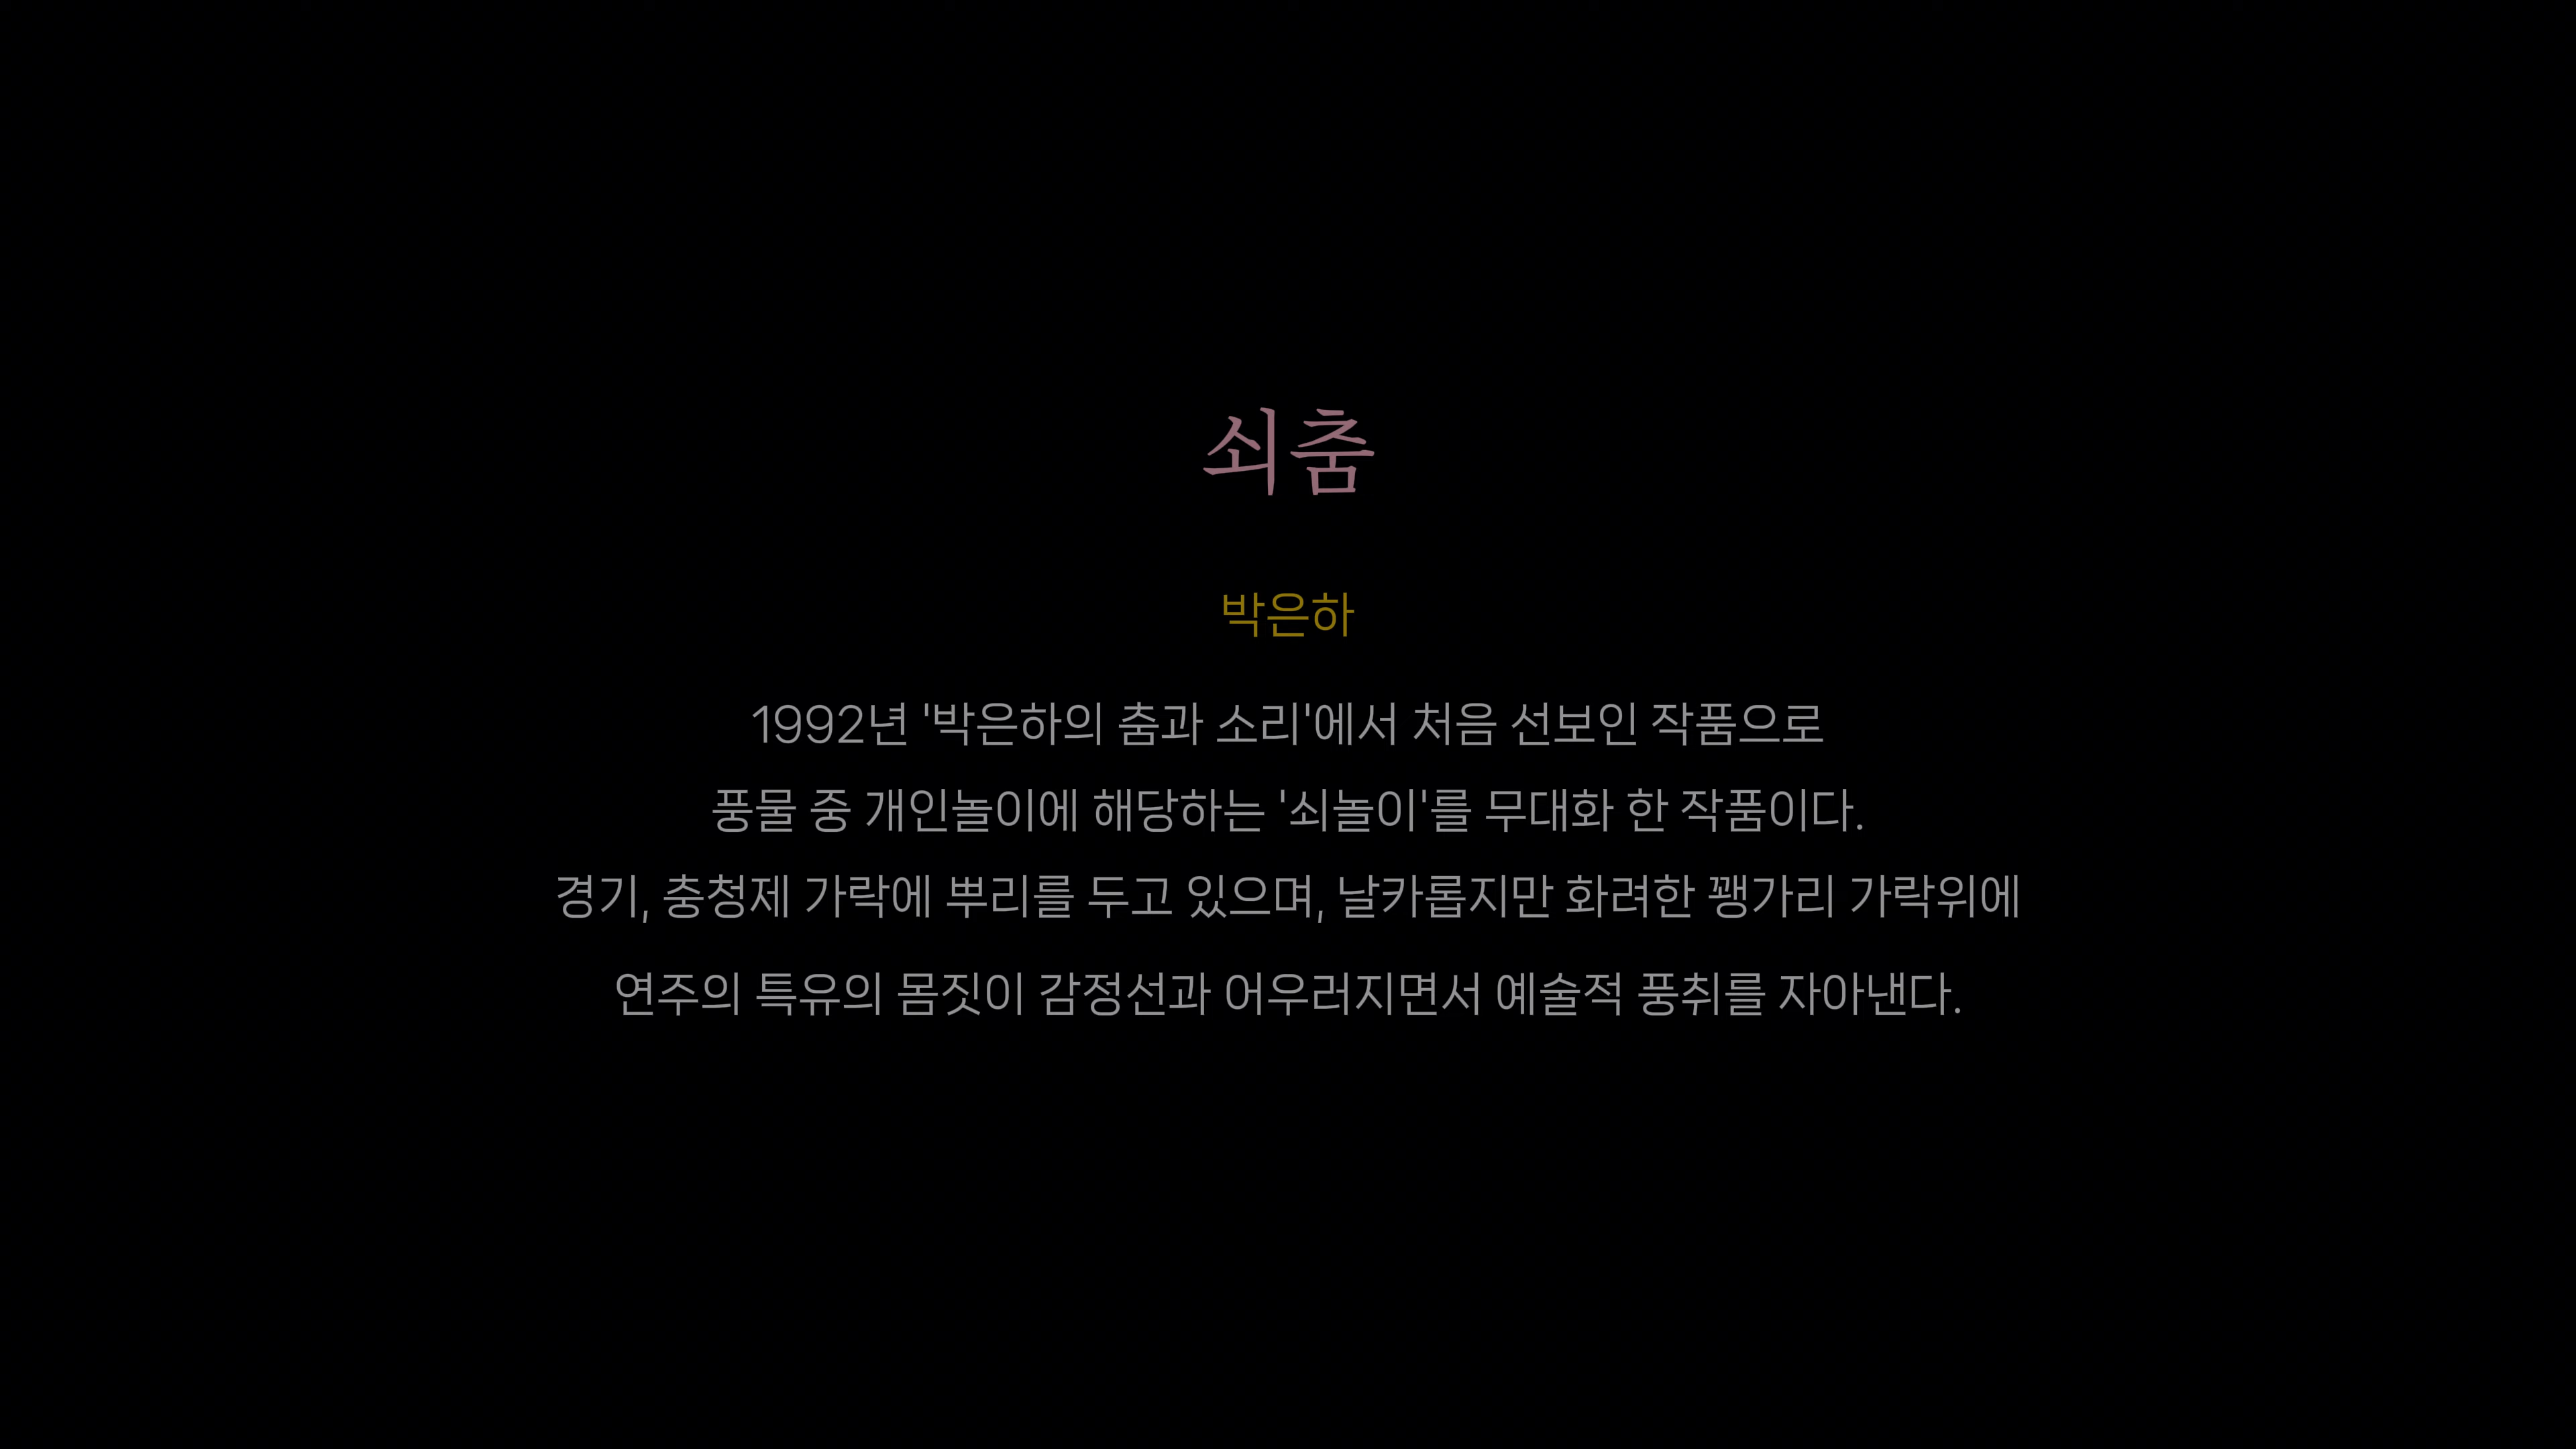 쇠춤
박은하
1992년 '박은하의 춤과 소리'에서 처음 선보인 작품으로
풍물 중 개인놀이에 해당하는 '쇠놀이'를 무대화 한 작품이다.
경기, 충청제 가락에 뿌리를 두고 있으며, 날카롭지만 화려한 꽹가리 가락위에
연주의 특유의 몸짓이 감정선과 어우러지면서 예술적 풍취를 자아낸다.